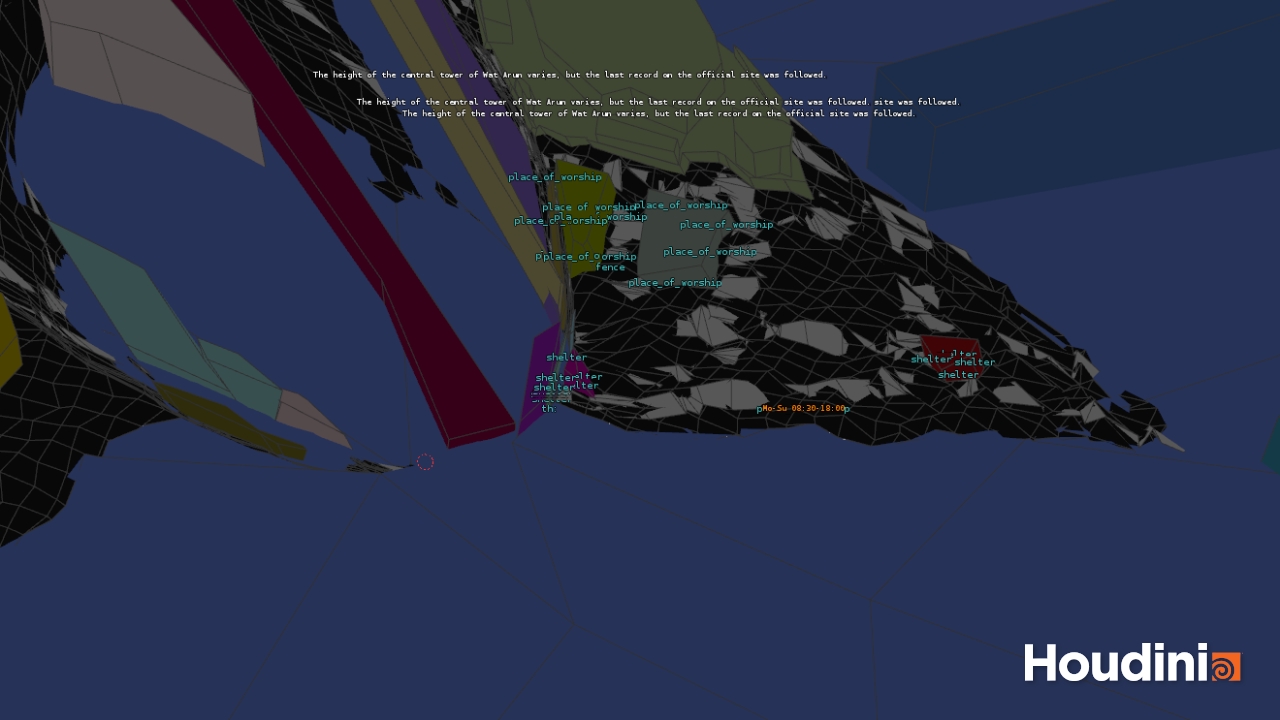 The height of the central tower of Wat Arun varies, but the last record on the official site was followed.
The height of the central tower of Wat Arun varies, but the last record on the official site was followed. site was followed.
The height of the central tower of Wat Arun varies, but the last record on the official site was followed.
place_of_worship
place_of_worship
place_of_worship
place_of_worship
worship
place_of_worship
place_of_worship
place_of_worship
fence
place_of_worship
shelter
shelter
shelter
shelter
shelter
shelter
shelter
Mo-Su 08:30-18:00
Houdini